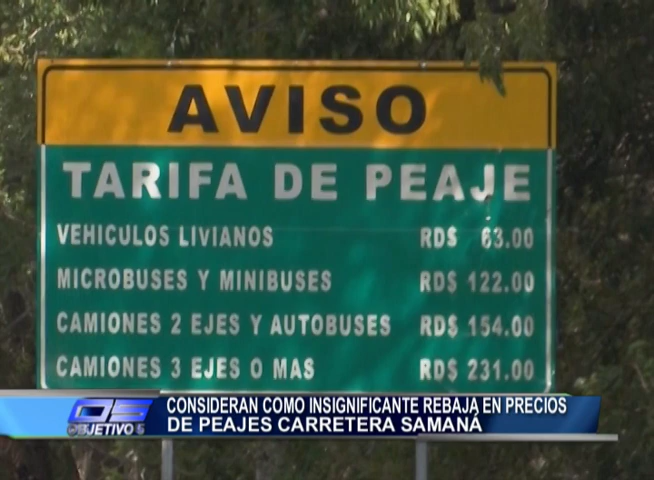 AVISO
TARIFA DE PEAJE
VEHICULOS LIVIANOS RD$ 63.00
MICROBUSES Y MINIBUSES RD$ 122.00
CAMIONES 2 EJES Y AUTOBUSES RD$ 154.00
CAMIONES 3 EJES O MAS RD$ 231.00
CONSIDERAN COMO INSIGNIFICANTE REBAJA EN PRECIOS
DE PEAJES CARRETERA SAMANÁ
O5
OBJETIVO 5